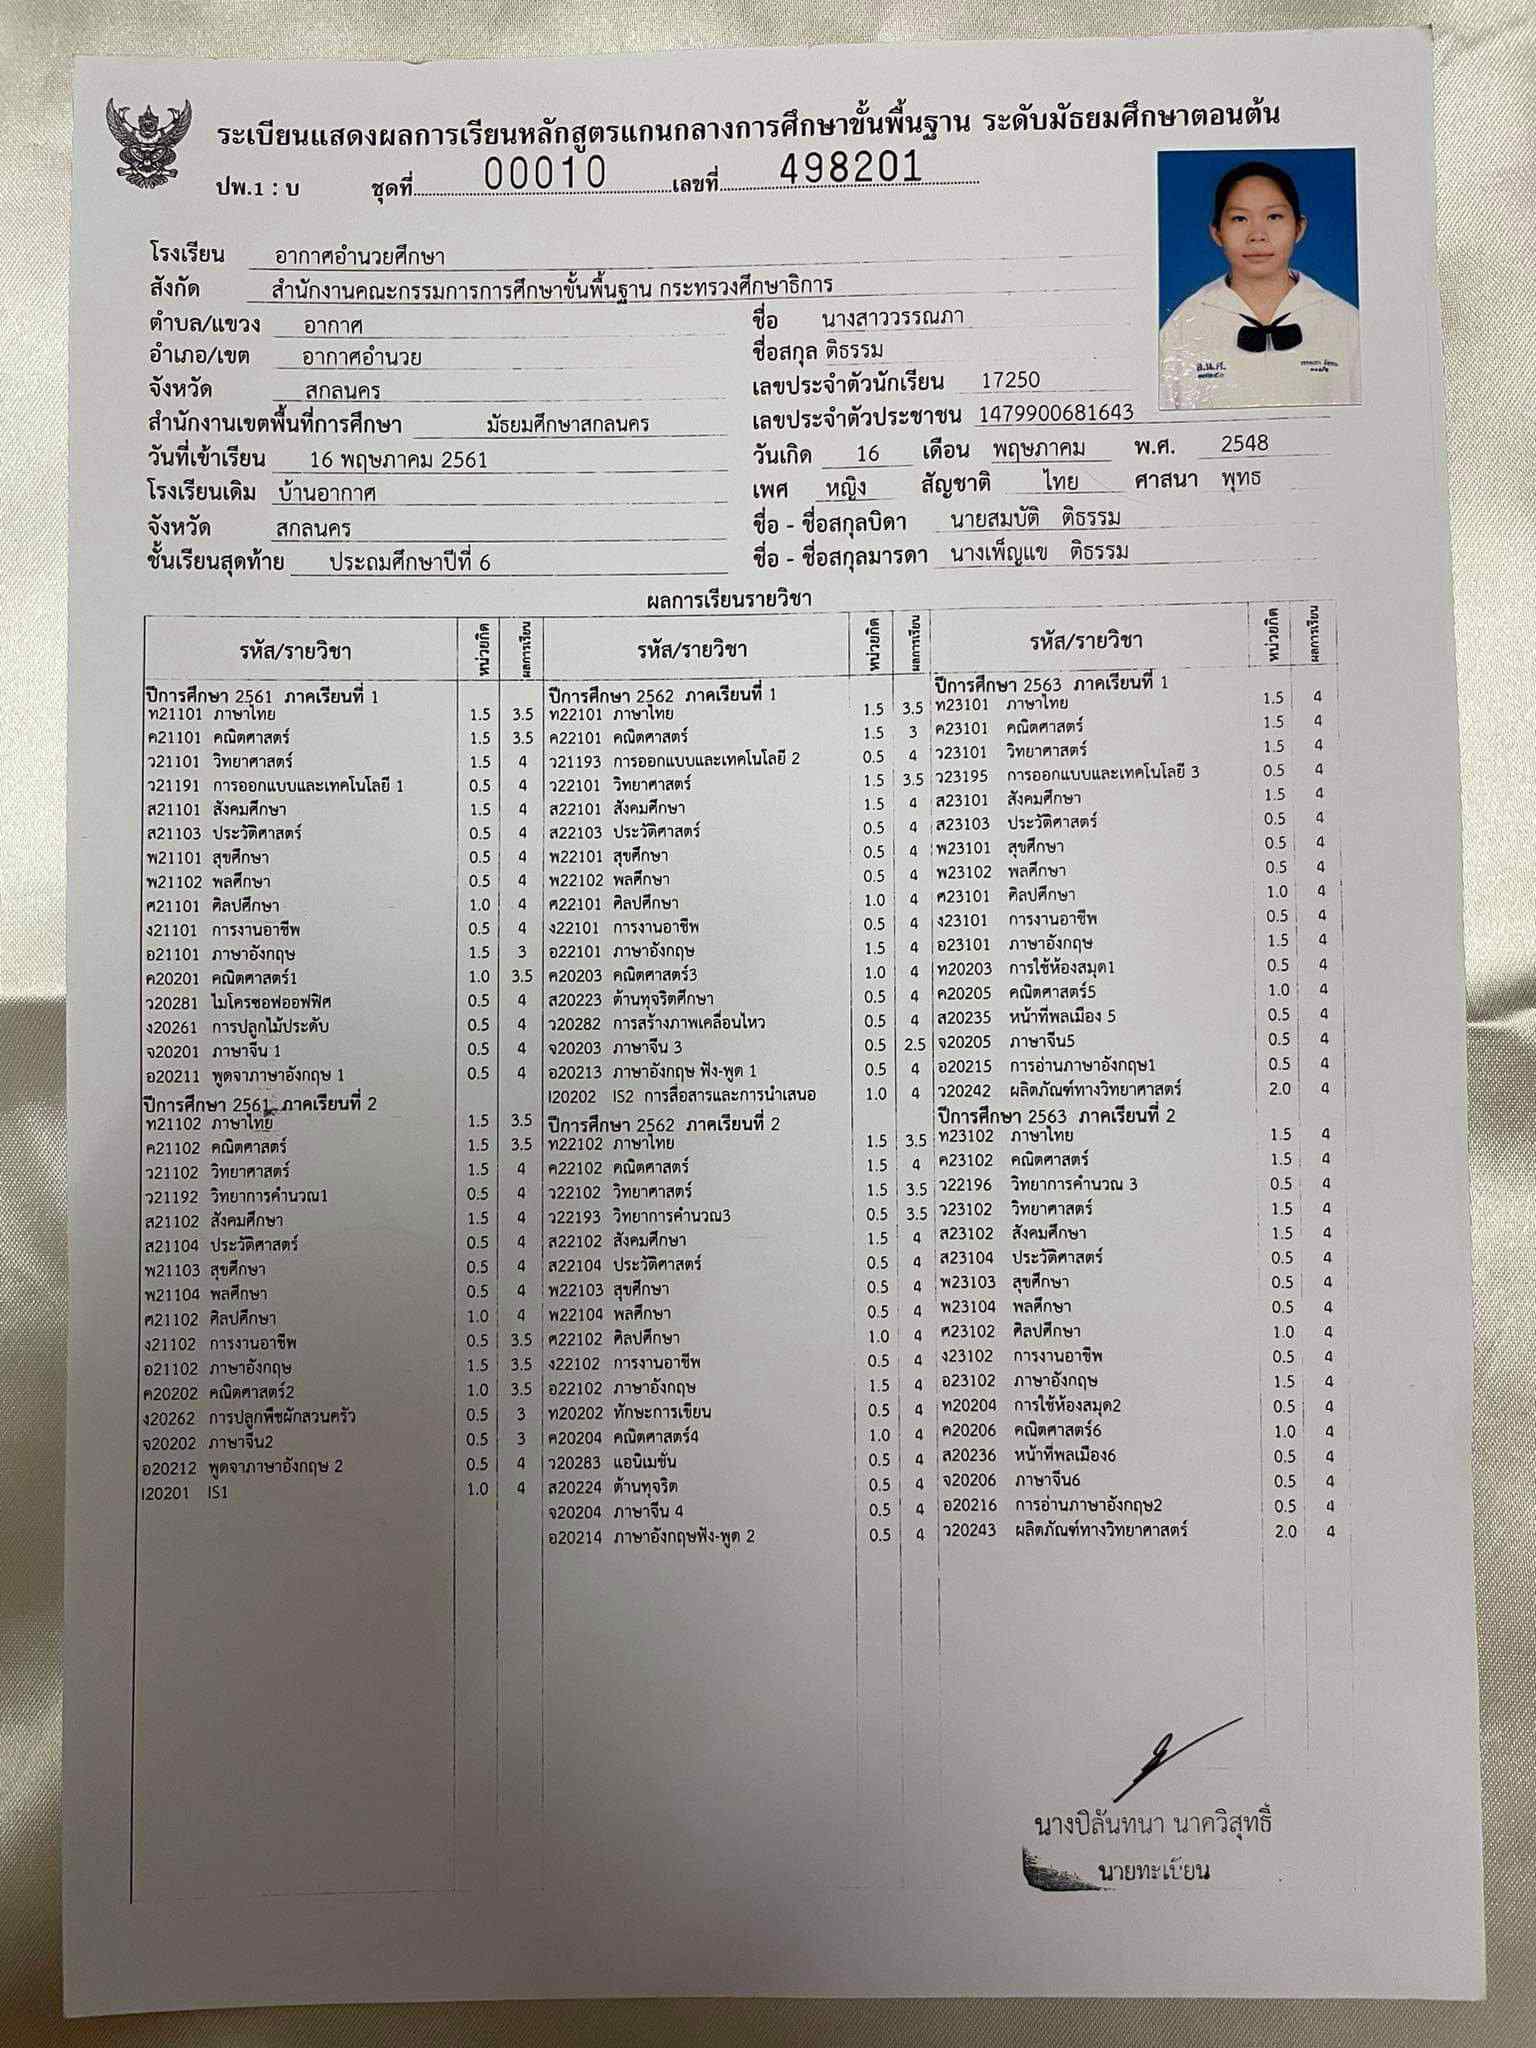 ระเบียนแสดงผลการเรียนหลักสูตรแกนกลางการศึกษาขั้นพื้นฐาน ระดับมัธยมศึกษาตอนต้น
ปพ.1 : บ ชุดที่ 00010 เลขที่ 498201
โรงเรียน อากาศอำนวยศึกษา
สังกัด สำนักงานคณะกรรมการการศึกษาขั้นพื้นฐาน กระทรวงศึกษาธิการ
ตำบล/แขวง อากาศ
อำเภอ/เขต อากาศอำนวย
จังหวัด สกลนคร
สำนักงานเขตพื้นที่การศึกษา มัธยมศึกษาสกลนคร
วันที่เข้าเรียน 16 พฤษภาคม 2561
โรงเรียนเดิม บ้านอากาศ
จังหวัด สกลนคร
ชั้นเรียนสุดท้าย ประถมศึกษาปีที่ 6
ชื่อ นางสาววรรณภา
ชื่อสกุล ติธรรม
เลขประจำตัวนักเรียน 17250
เลขประจำตัวประชาชน 1479900681643
วันเกิด 16 เดือน พฤษภาคม พ.ศ. 2548
เพศ หญิง สัญชาติ ไทย ศาสนา พุทธ
ชื่อ - ชื่อสกุลบิดา นายสมบัติ ติธรรม
ชื่อ - ชื่อสกุลมารดา นางเพ็ญแข ติธรรม
อ.น.ศ.
ผลการเรียนรายวิชา
รหัส/รายวิชา หน่วยกิต ผลการเรียน
ปีการศึกษา 2561 ภาคเรียนที่ 1
ท21101 ภาษาไทย 1.5 3.5
ค21101 คณิตศาสตร์ 1.5 3.5
ว21101 วิทยาศาสตร์ 1.5 4
ว21191 การออกแบบและเทคโนโลยี 1 0.5 4
ส21101 สังคมศึกษา 1.5 4
ส21103 ประวัติศาสตร์ 0.5 4
พ21101 สุขศึกษา 0.5 4
พ21102 พลศึกษา 0.5 4
ศ21101 ศิลปศึกษา 1.0 4
ง21101 การงานอาชีพ 0.5 4
อ21101 ภาษาอังกฤษ 1.5 3
ค20201 คณิตศาสตร์1 1.0 3.5
ว20281 ไมโครซอฟออฟฟิศ 0.5 4
ง20261 การปลูกไม้ประดับ 0.5 4
จ20201 ภาษาจีน 1 0.5 4
อ20211 พูดจาภาษาอังกฤษ 1 0.5 4
ปีการศึกษา 2561 ภาคเรียนที่ 2
ท21102 ภาษาไทย 1.5 3.5
ค21102 คณิตศาสตร์ 1.5 3.5
ว21102 วิทยาศาสตร์ 1.5 4
ว21192 วิทยาการคำนวณ1 0.5 4
ส21102 สังคมศึกษา 1.5 4
ส21104 ประวัติศาสตร์ 0.5 4
พ21103 สุขศึกษา 0.5 4
พ21104 พลศึกษา 0.5 4
ศ21102 ศิลปศึกษา 1.0 4
ง21102 การงานอาชีพ 0.5 3.5
อ21102 ภาษาอังกฤษ 1.5 3.5
ค20202 คณิตศาสตร์2 1.0 3.5
ง20262 การปลูกพืชผักสวนครัว 0.5 3
จ20202 ภาษาจีน2 0.5 3
อ20212 พูดจาภาษาอังกฤษ 2 0.5 4
I20201 IS1 1.0 4
รหัส/รายวิชา หน่วยกิต ผลการเรียน
ปีการศึกษา 2562 ภาคเรียนที่ 1
ท22101 ภาษาไทย 1.5 3.5
ค22101 คณิตศาสตร์ 1.5 3
ว21193 การออกแบบและเทคโนโลยี 2 0.5 4
ว22101 วิทยาศาสตร์ 1.5 3.5
ส22101 สังคมศึกษา 1.5 4
ส22103 ประวัติศาสตร์ 0.5 4
พ22101 สุขศึกษา 0.5 4
พ22102 พลศึกษา 0.5 4
ศ22101 ศิลปศึกษา 1.0 4
ง22101 การงานอาชีพ 0.5 4
อ22101 ภาษาอังกฤษ 1.5 4
ค20203 คณิตศาสตร์3 1.0 4
ส20223 ต้านทุจริตศึกษา 0.5 4
ว20282 การสร้างภาพเคลื่อนไหว 0.5 4
จ20203 ภาษาจีน 3 0.5 2.5
อ20213 ภาษาอังกฤษ ฟัง-พูด 1 0.5 4
I20202 IS2 การสื่อสารและการนำเสนอ 1.0 4
ปีการศึกษา 2562 ภาคเรียนที่ 2
ท22102 ภาษาไทย 1.5 3.5
ค22102 คณิตศาสตร์ 1.5 4
ว22102 วิทยาศาสตร์ 1.5 3.5
ว22193 วิทยาการคำนวณ3 0.5 3.5
ส22102 สังคมศึกษา 1.5 4
ส22104 ประวัติศาสตร์ 0.5 4
พ22103 สุขศึกษา 0.5 4
พ22104 พลศึกษา 0.5 4
ศ22102 ศิลปศึกษา 1.0 4
ง22102 การงานอาชีพ 0.5 4
อ22102 ภาษาอังกฤษ 1.5 4
ท20202 ทักษะการเขียน 0.5 4
ค20204 คณิตศาสตร์4 1.0 4
ว20283 แอนิเมชั่น 0.5 4
ส20224 ต้านทุจริต 0.5 4
จ20204 ภาษาจีน 4 0.5 4
อ20214 ภาษาอังกฤษฟัง-พูด 2 0.5 4
รหัส/รายวิชา หน่วยกิต ผลการเรียน
ปีการศึกษา 2563 ภาคเรียนที่ 1
ท23101 ภาษาไทย 1.5 4
ค23101 คณิตศาสตร์ 1.5 4
ว23101 วิทยาศาสตร์ 1.5 4
ว23195 การออกแบบและเทคโนโลยี 3 0.5 4
ส23101 สังคมศึกษา 1.5 4
ส23103 ประวัติศาสตร์ 0.5 4
พ23101 สุขศึกษา 0.5 4
พ23102 พลศึกษา 0.5 4
ศ23101 ศิลปศึกษา 1.0 4
ง23101 การงานอาชีพ 0.5 4
อ23101 ภาษาอังกฤษ 1.5 4
ท20203 การใช้ห้องสมุด1 0.5 4
ค20205 คณิตศาสตร์5 1.0 4
ส20235 หน้าที่พลเมือง 5 0.5 4
จ20205 ภาษาจีน5 0.5 4
อ20215 การอ่านภาษาอังกฤษ1 0.5 4
ว20242 ผลิตภัณฑ์ทางวิทยาศาสตร์ 2.0 4
ปีการศึกษา 2563 ภาคเรียนที่ 2
ท23102 ภาษาไทย 1.5 4
ค23102 คณิตศาสตร์ 1.5 4
ว22196 วิทยาการคำนวณ 3 0.5 4
ว23102 วิทยาศาสตร์ 1.5 4
ส23102 สังคมศึกษา 1.5 4
ส23104 ประวัติศาสตร์ 0.5 4
พ23103 สุขศึกษา 0.5 4
พ23104 พลศึกษา 0.5 4
ศ23102 ศิลปศึกษา 1.0 4
ง23102 การงานอาชีพ 0.5 4
อ23102 ภาษาอังกฤษ 1.5 4
ท20204 การใช้ห้องสมุด2 0.5 4
ค20206 คณิตศาสตร์6 1.0 4
ส20236 หน้าที่พลเมือง6 0.5 4
จ20206 ภาษาจีน6 0.5 4
อ20216 การอ่านภาษาอังกฤษ2 0.5 4
ว20243 ผลิตภัณฑ์ทางวิทยาศาสตร์ 2.0 4
นางปิลันทนา นาควิสุทธิ์
นายทะเบียน